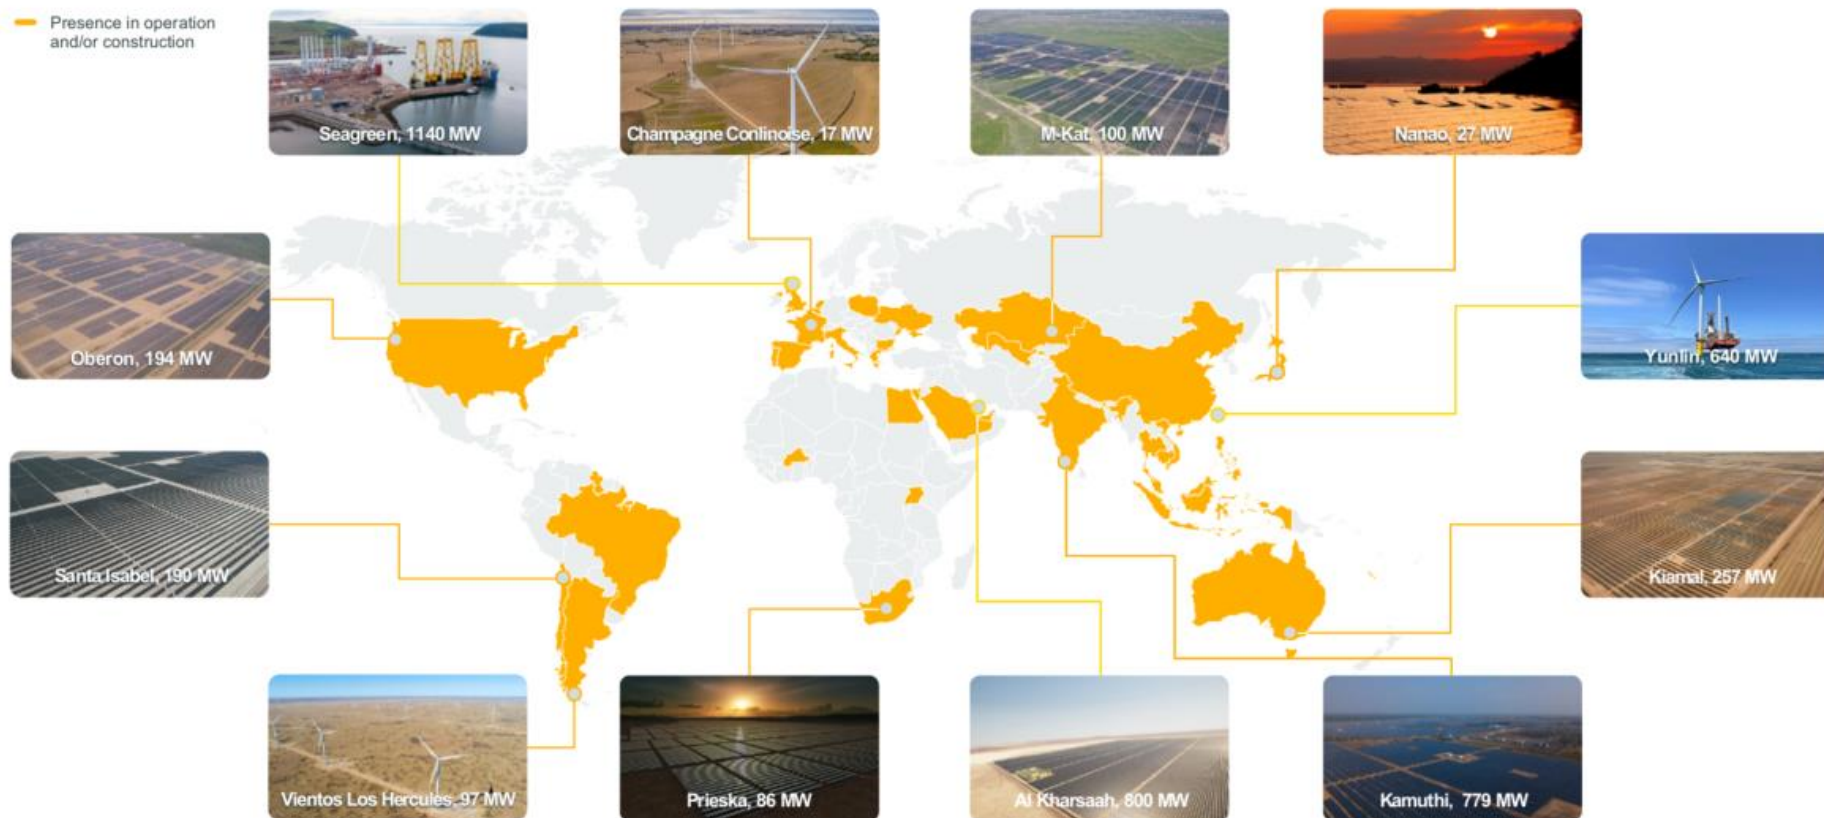 Presence in operation
and/or construction
Seagreen, 1140 MW
Champagne Conlinoise, 17 MW
M-Kat, 100 MW
Nanao, 27 MW
Oberon, 194 MW
Yunlin, 640 MW
Santa Isabel, 190 MW
Kiamal, 257 MW
Vientos Los Hercules, 97 MW
Prieska, 86 MW
Al Kharsaah, 800 MW
Kamuthi, 779 MW